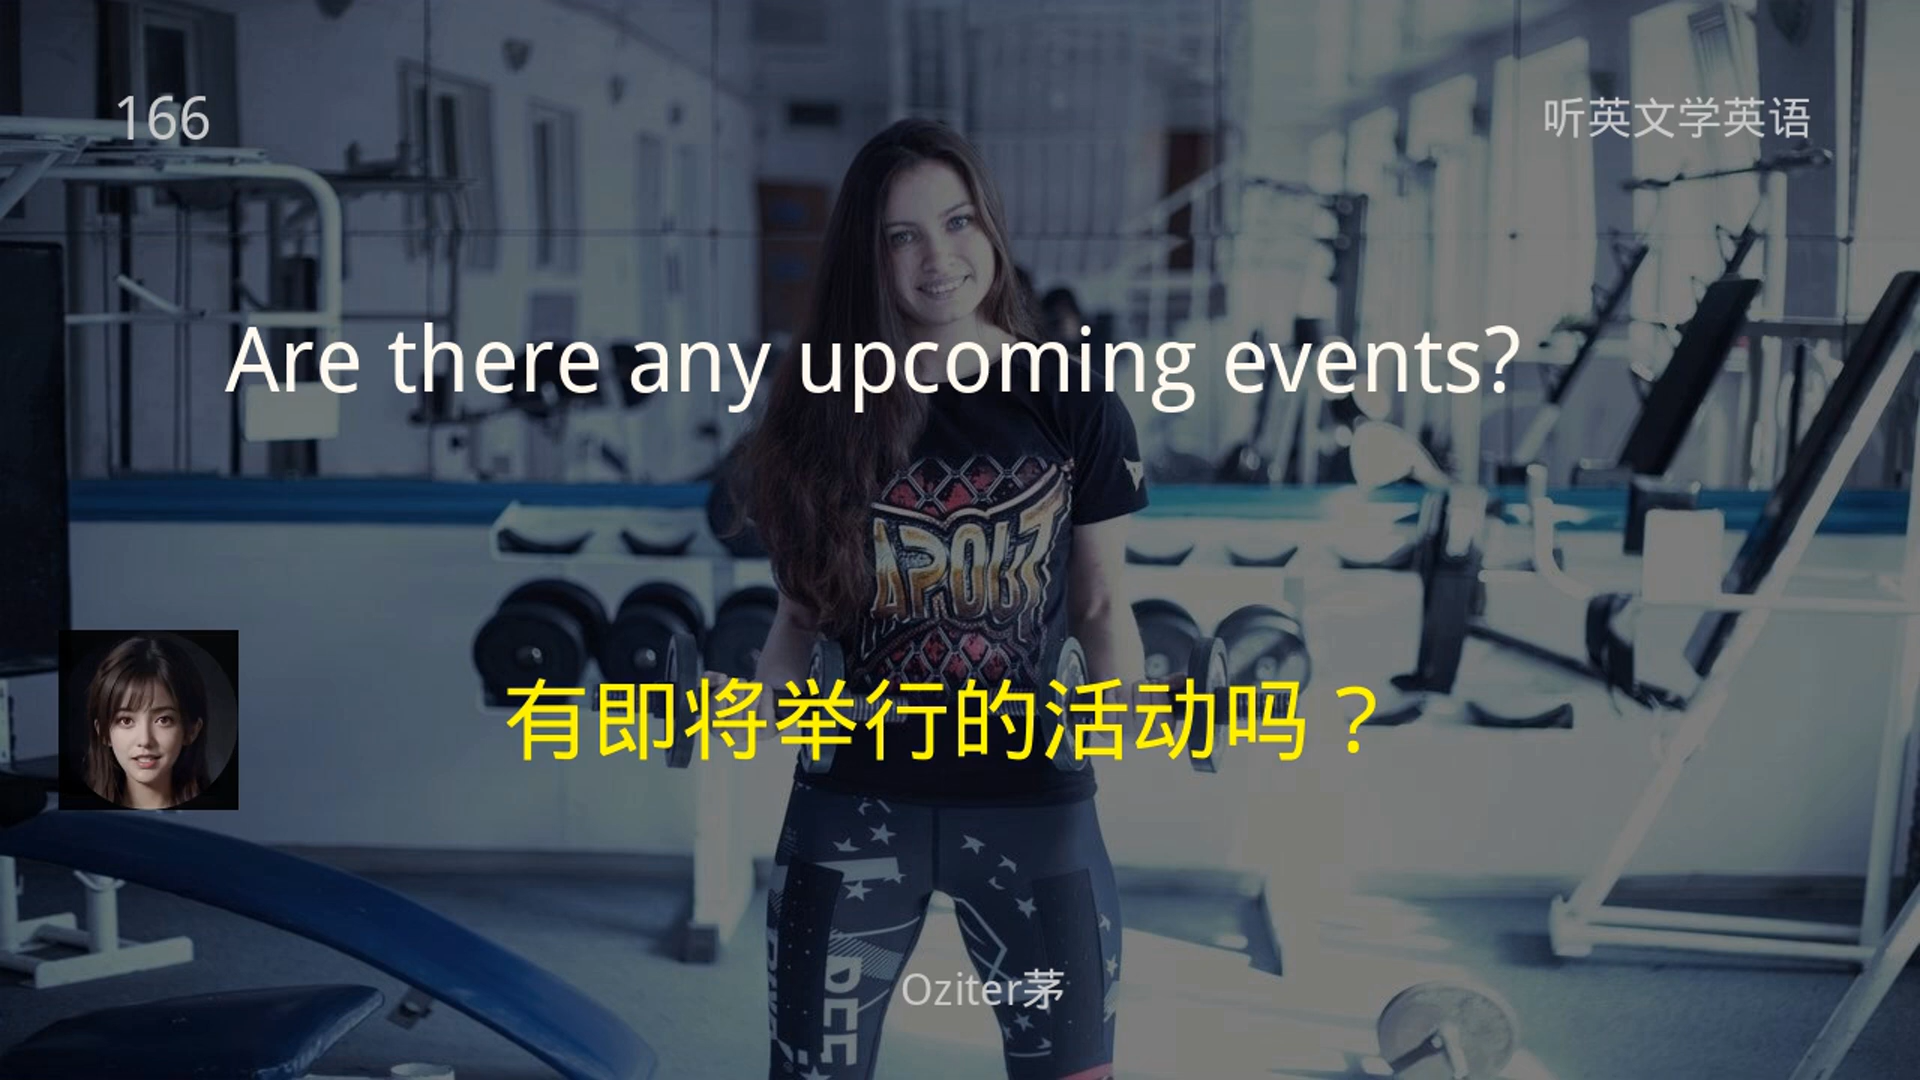 166
听英文学英语
Are there any upcoming events?
APOUT
有即将举行的活动吗？
Oziter茅